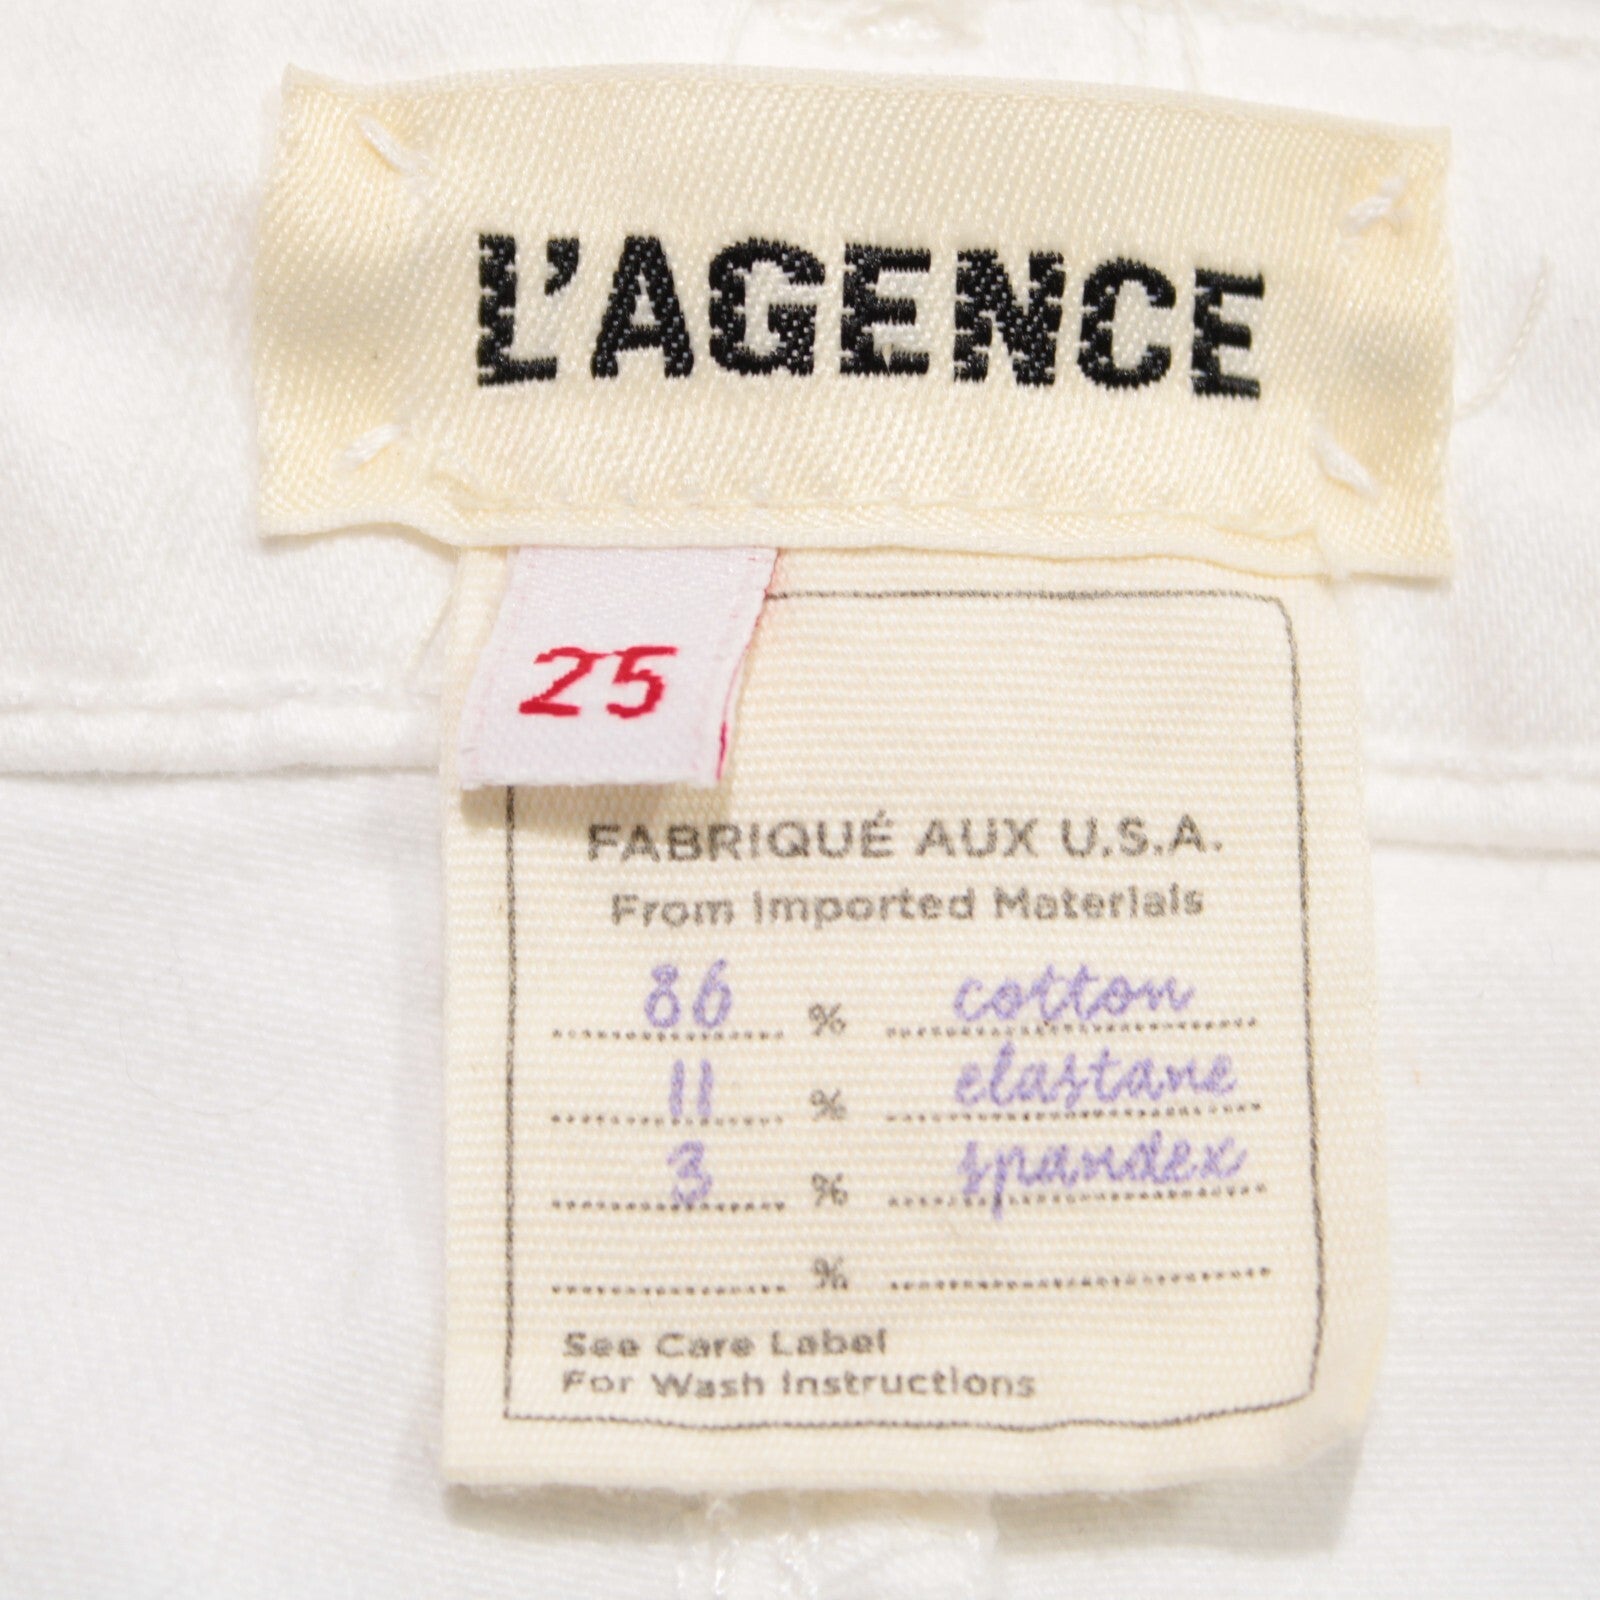 L'AGENCE
25
FABRIQUÉ AUX U.S.A.
From Imported Materials
86 % cotton
11 % elastane
3 % spandex
%
See Care Label
For Wash Instructions